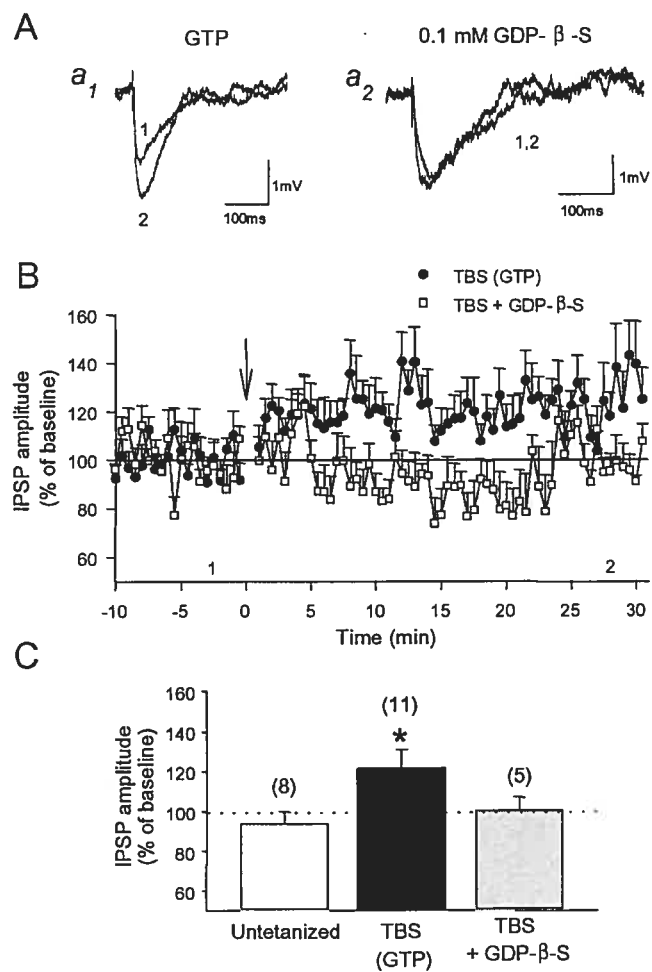 A
GTP
0.1 mM GDP- β -S
a1
a2
1
2
1,2
1mV
100ms
1mV
100ms
B
TBS (GTP)
TBS + GDP-β-S
IPSP amplitude
(% of baseline)
160
140
120
100
80
60
1
2
-10
-5
0
5
10
15
20
25
30
Time (min)
C
IPSP amplitude
(% of baseline)
160
140
120
100
80
60
(8)
(11)
*
(5)
Untetanized
TBS
(GTP)
TBS
+ GDP-β-S